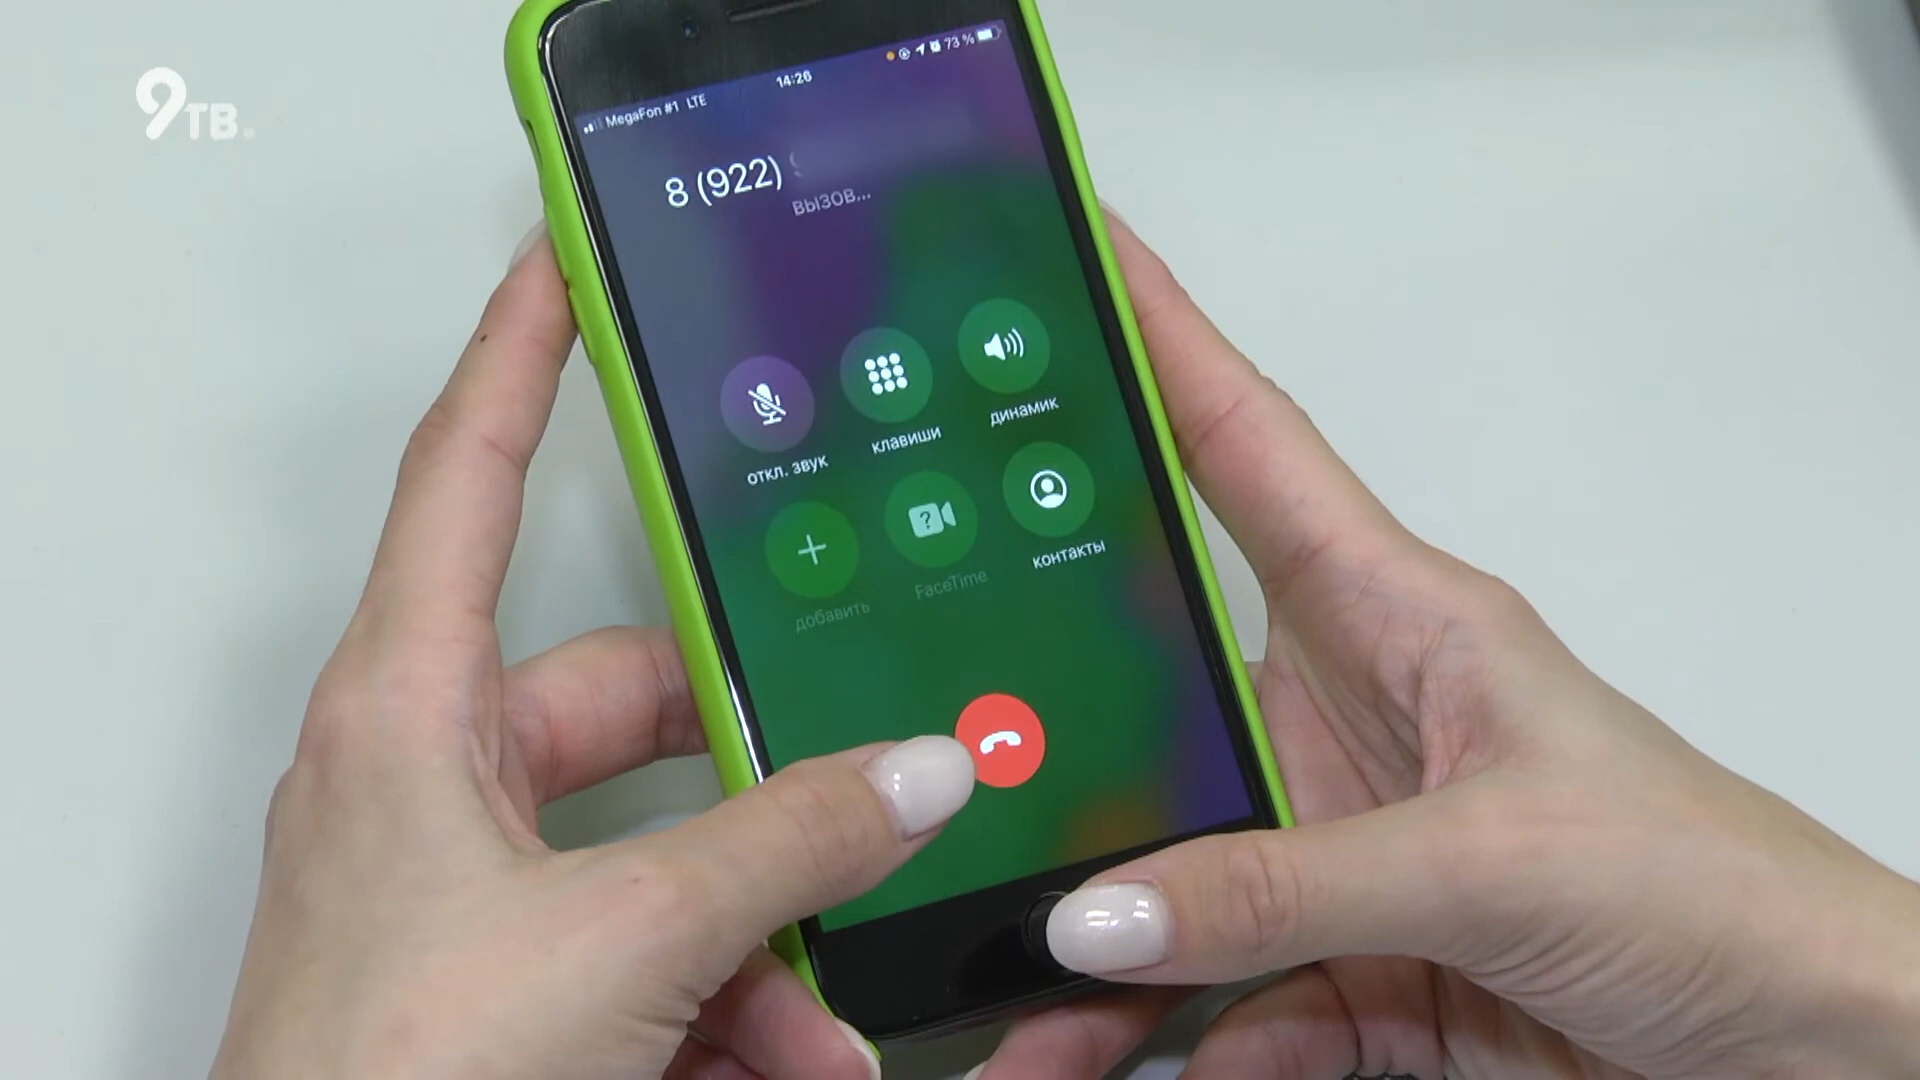 9ТВ.
MegaFon #1 LTE
14:26
73 %
8 (922)
вызов...
откл. звук
клавиши
динамик
добавить
?
FaceTime
контакты